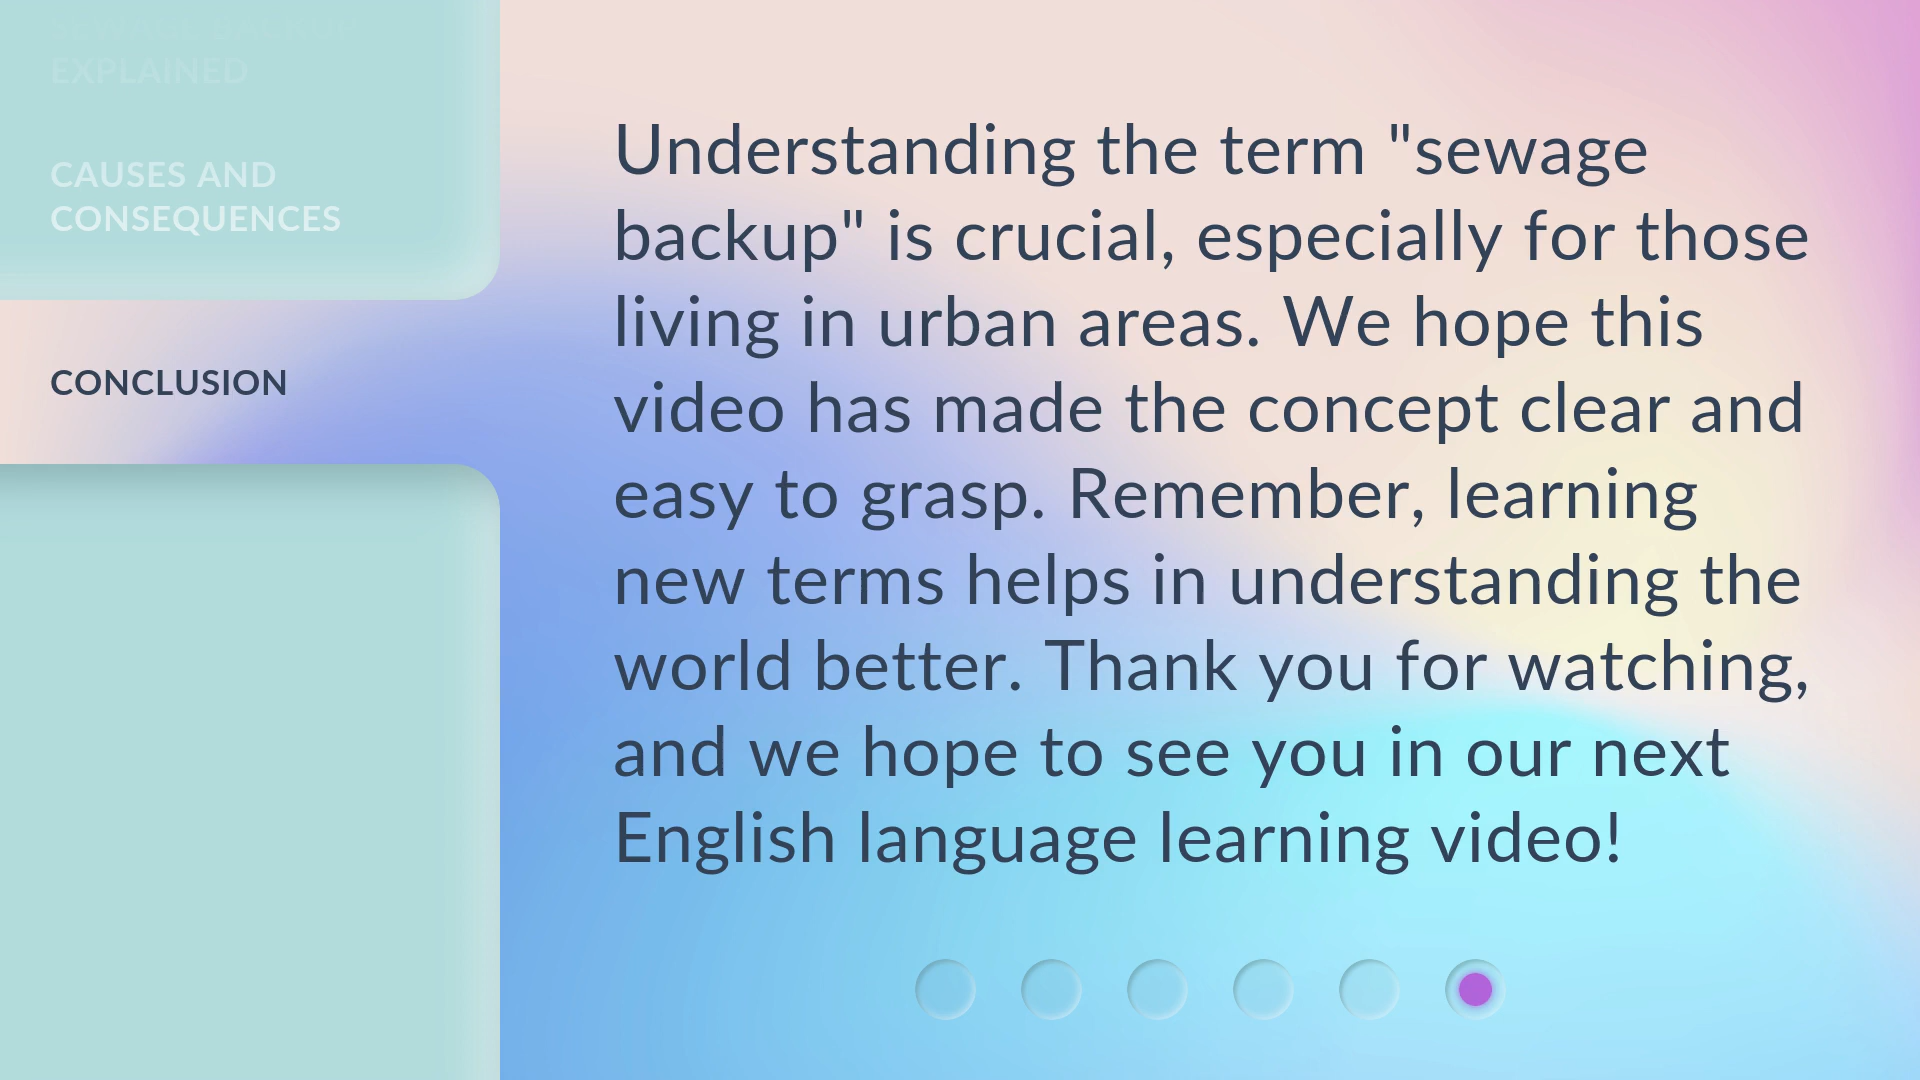 SEWAGE BACKUP
EXPLAINED
CAUSES AND
CONSEQUENCES
CONCLUSION
Understanding the term "sewage
backup" is crucial, especially for those
living in urban areas. We hope this
video has made the concept clear and
easy to grasp. Remember, learning
new terms helps in understanding the
world better. Thank you for watching,
and we hope to see you in our next
English language learning video!